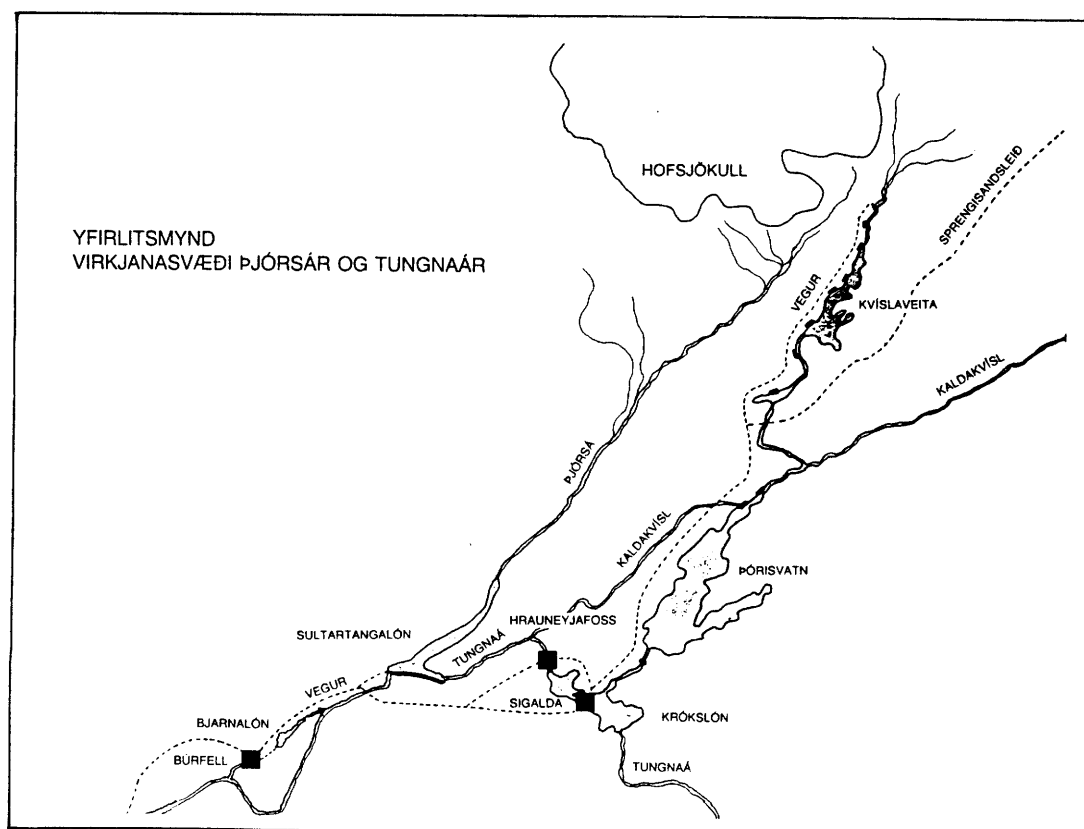 HOFSJÖKULL
SPRENGISANDSLEIÐ
YFIRLITSMYND
VIRKJANASVÆÐI ÞJÓRSÁR OG TUNGNAÁR
VEGUR
KVÍSLAVEITA
KALDAKVÍSL
ÞJÓRSÁ
KALDAKVÍSL
ÞÓRISVATN
HRAUNEYJAFOSS
SULTARTANGALÓN
TUNGNAÁ
VEGUR
SIGALDA
KRÓKSLÓN
BJARNALÓN
BÚRFELL
TUNGNAÁ